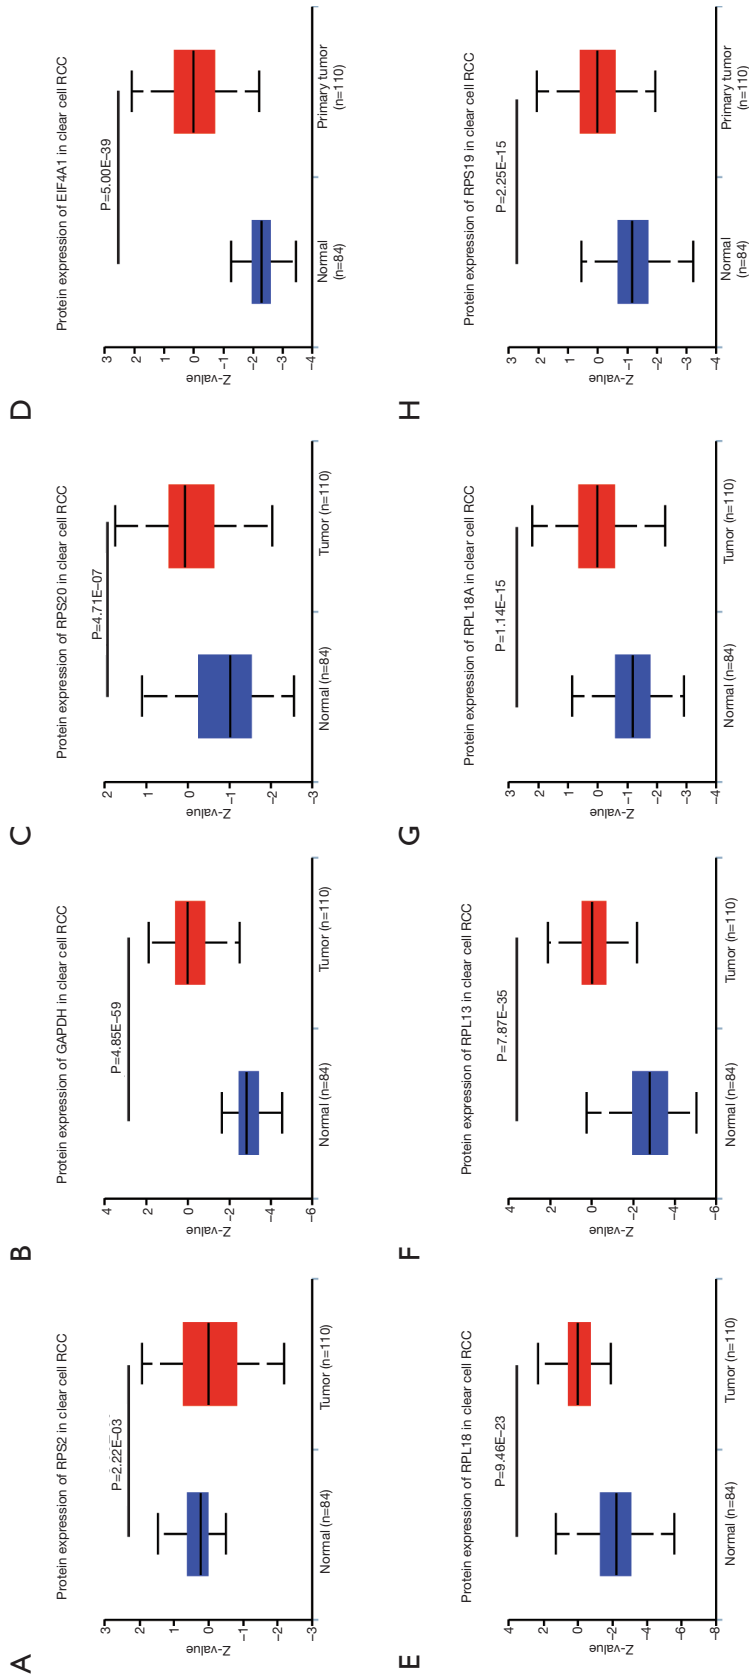 A
Protein expression of RPS2 in clear cell RCC
P=2.22E–03
Z-value
3
2
1
0
–1
–2
–3
Normal (n=84)
Tumor (n=110)
B
Protein expression of GAPDH in clear cell RCC
P=4.85E–59
Z-value
4
2
0
–2
–4
–6
Normal (n=84)
Tumor (n=110)
C
Protein expression of RPS20 in clear cell RCC
P=4.71E–07
Z-value
2
1
0
–1
–2
–3
Normal (n=84)
Tumor (n=110)
D
Protein expression of EIF4A1 in clear cell RCC
P=5.00E–39
Z-value
3
2
1
0
–1
–2
–3
–4
Normal
(n=84)
Primary tumor
(n=110)
E
Protein expression of RPL18 in clear cell RCC
P=9.46E–23
Z-value
4
2
0
–2
–4
–6
–8
Normal (n=84)
Tumor (n=110)
F
Protein expression of RPL13 in clear cell RCC
P=7.87E–35
Z-value
4
2
0
–2
–4
–6
Normal (n=84)
Tumor (n=110)
G
Protein expression of RPL18A in clear cell RCC
P=1.14E–15
Z-value
3
2
1
0
–1
–2
–3
–4
Normal (n=84)
Tumor (n=110)
H
Protein expression of RPS19 in clear cell RCC
P=2.25E–15
Z-value
3
2
1
0
–1
–2
–3
–4
Normal
(n=84)
Primary tumor
(n=110)